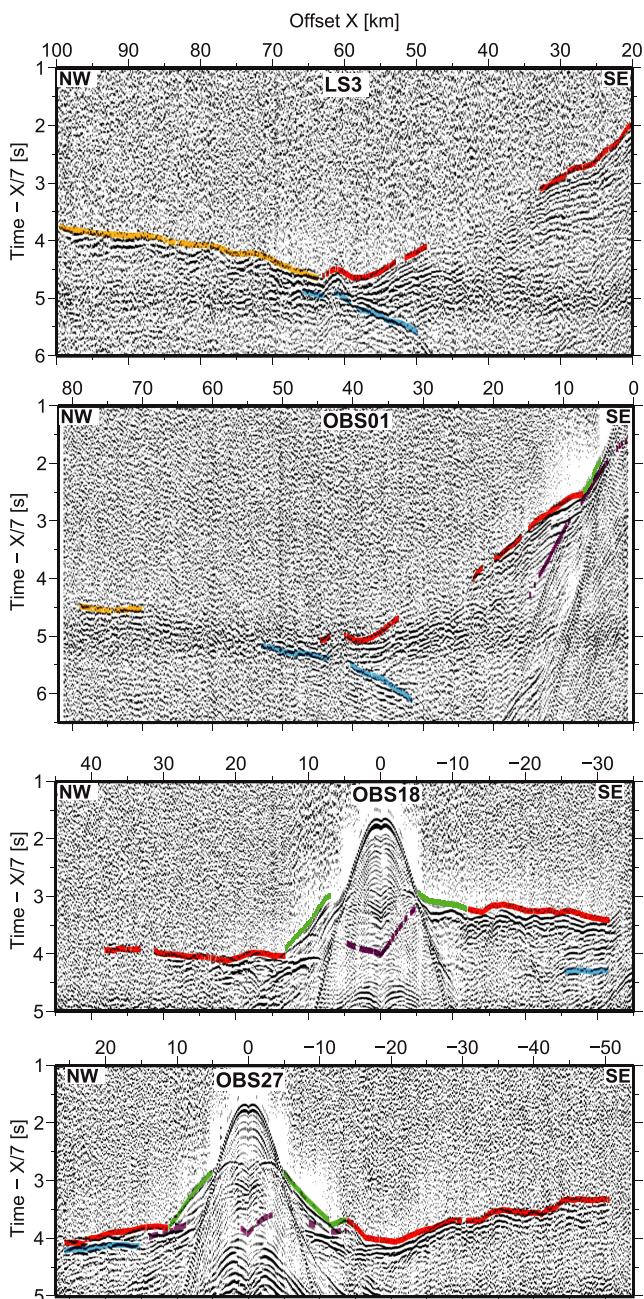 Offset X [km]
100 90 80 70 60 50 40 30 20
NW LS3 SE
Time − X/7 [s]
1
2
3
4
5
6
80 70 60 50 40 30 20 10 0
NW OBS01 SE
Time − X/7 [s]
1
2
3
4
5
6
40 30 20 10 0 −10 −20 −30
NW OBS18 SE
Time − X/7 [s]
1
2
3
4
5
20 10 0 −10 −20 −30 −40 −50
NW OBS27 SE
Time − X/7 [s]
1
2
3
4
5